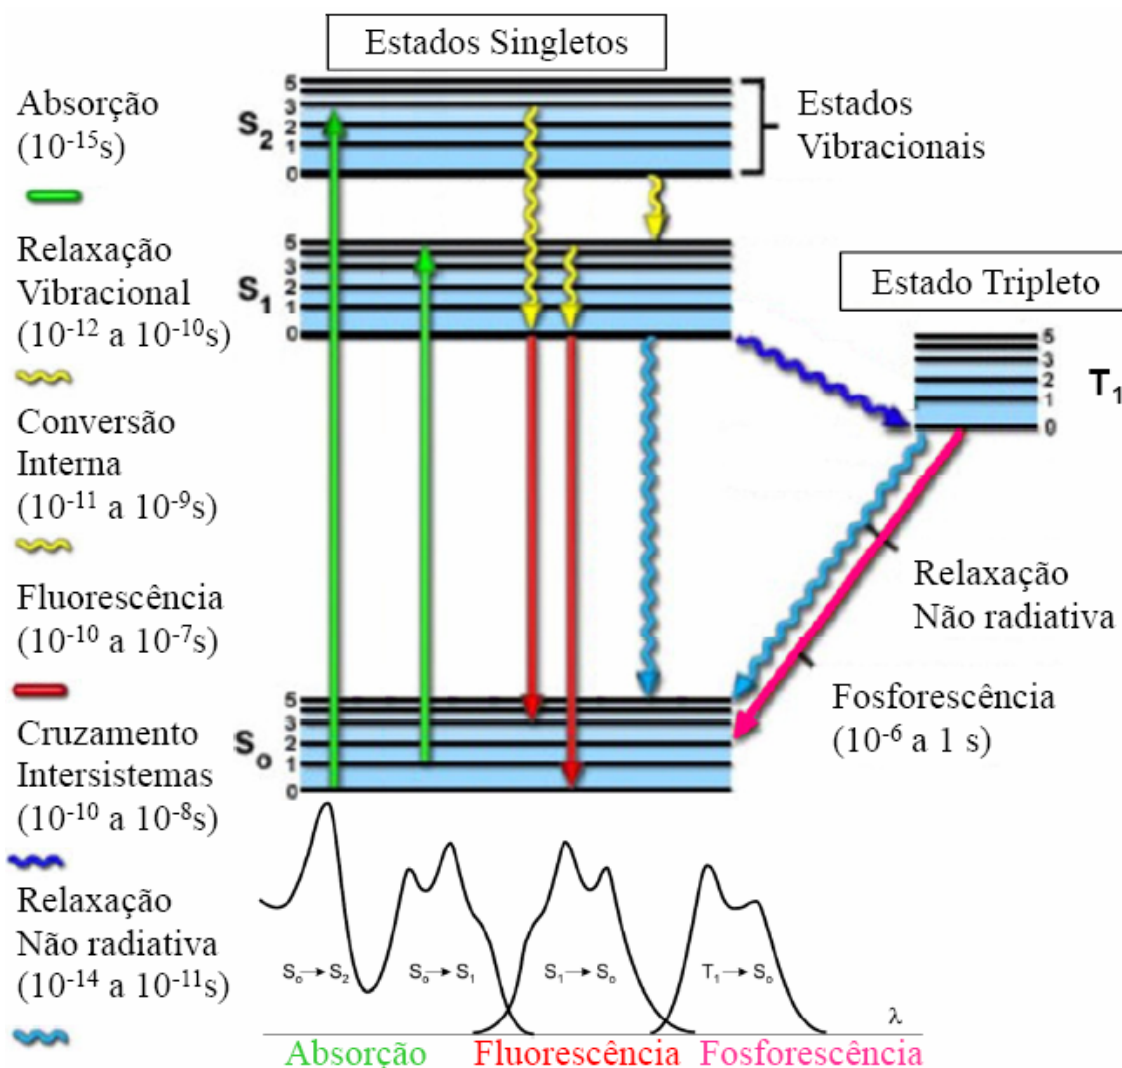 Estados Singletos
Absorção
(10⁻¹⁵s)
Relaxação
Vibracional
(10⁻¹² a 10⁻¹⁰s)
Conversão
Interna
(10⁻¹¹ a 10⁻⁹s)
Fluorescência
(10⁻¹⁰ a 10⁻⁷s)
Cruzamento
Intersistemas
(10⁻¹⁰ a 10⁻⁸s)
Relaxação
Não radiativa
(10⁻¹⁴ a 10⁻¹¹s)
S₂
5
3
2
1
0
Estados
Vibracionais
S₁
5
3
2
1
0
Estado Tripleto
5
3
2
1
0
T₁
Relaxação
Não radiativa
Fosforescência
(10⁻⁶ a 1 s)
S₀
5
3
2
1
0
S₀→S₂
S₀→S₁
S₁→S₀
T₁→S₀
λ
Absorção
Fluorescência
Fosforescência